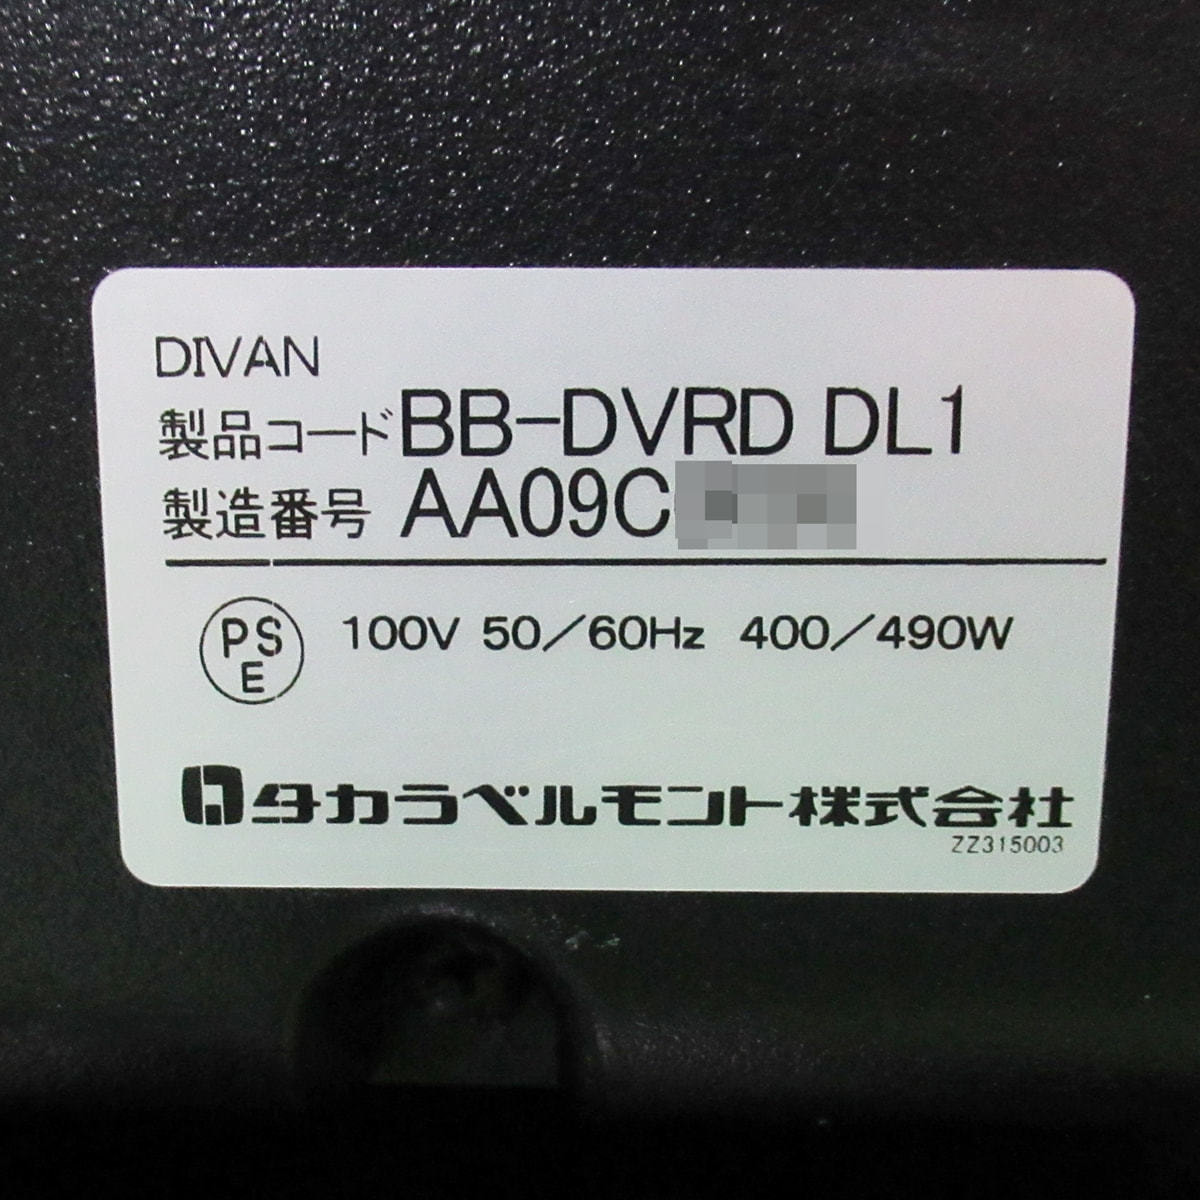 DIVAN
製品コード BB-DVRD DL1
製造番号 AA09C
PS
E
100V 50/60Hz 400/490W
タカラベルモント株式会社
ZZ315003